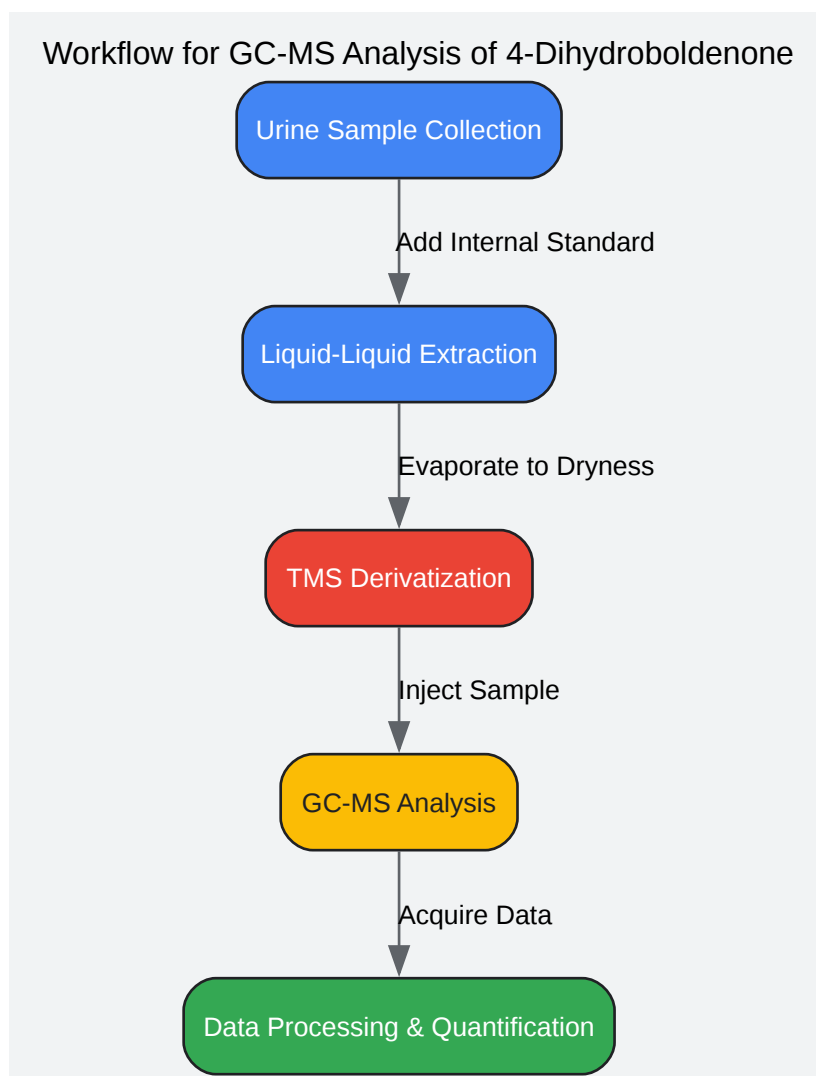 Workflow for GC-MS Analysis of 4-Dihydroboldenone
Urine Sample Collection
Add Internal Standard
Liquid-Liquid Extraction
Evaporate to Dryness
TMS Derivatization
Inject Sample
GC-MS Analysis
Acquire Data
Data Processing & Quantification